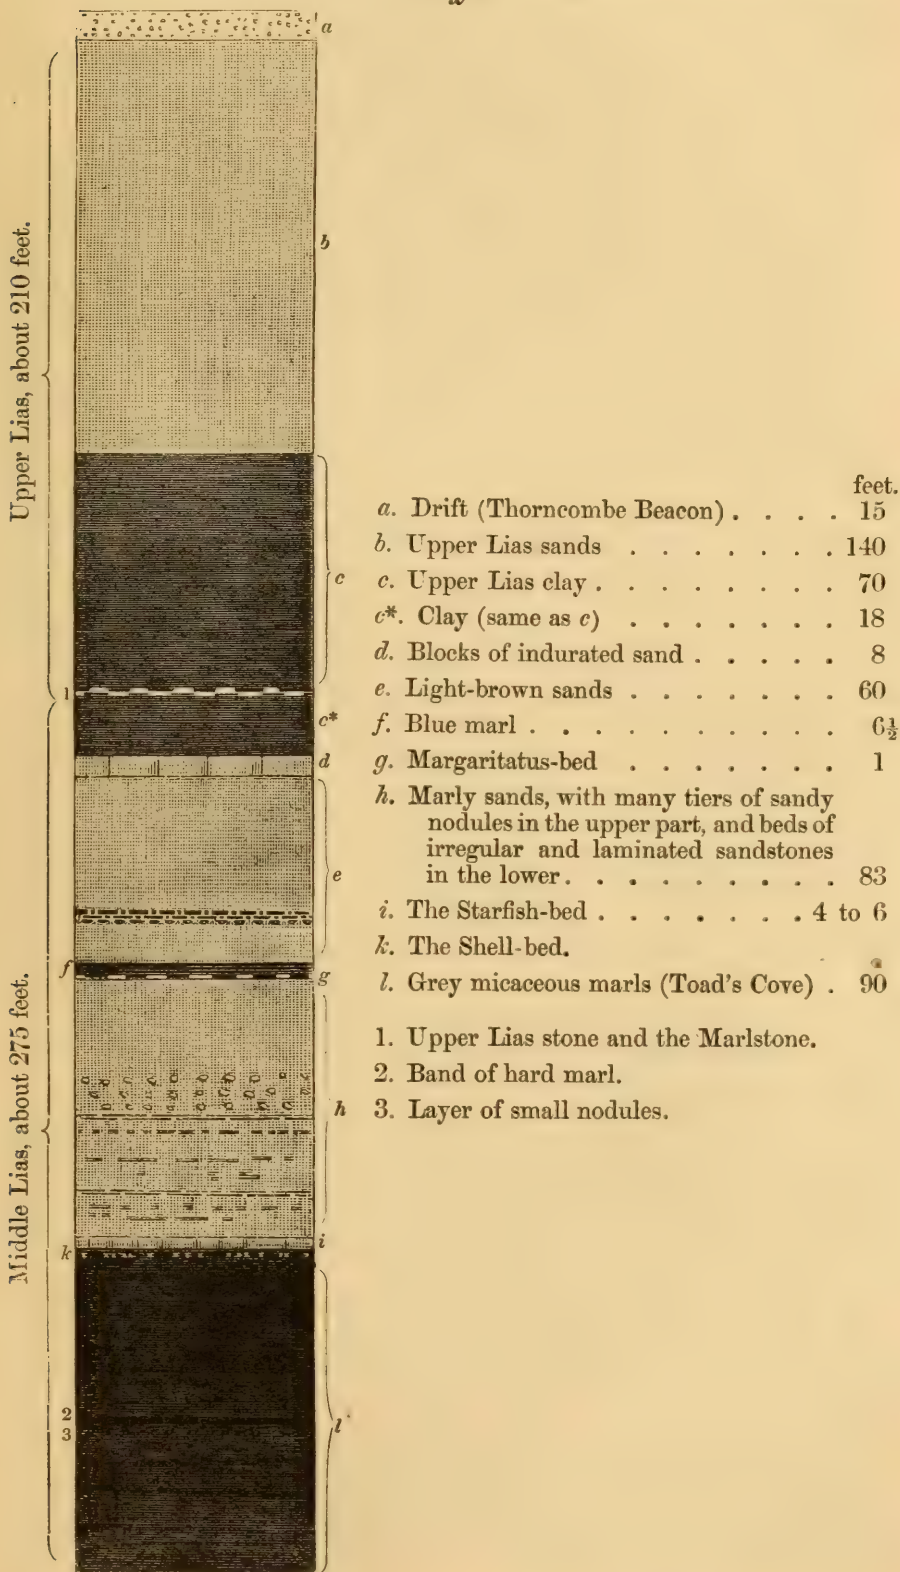 a
b
Upper Lias, about 210 feet.
c
1
c*
d
e
f
g
Middle Lias, about 275 feet.
h
i
k
2
3
l
feet.
a. Drift (Thorncombe Beacon) . . . . 15
b. Upper Lias sands . . . . . . . 140
c. Upper Lias clay . . . . . . . . 70
c*. Clay (same as c) . . . . . . . 18
d. Blocks of indurated sand . . . . . 8
e. Light-brown sands . . . . . . . 60
f. Blue marl . . . . . . . . . . 6½
g. Margaritatus-bed . . . . . . . 1
h. Marly sands, with many tiers of sandy
nodules in the upper part, and beds of
irregular and laminated sandstones
in the lower . . . . . . . . . 83
i. The Starfish-bed . . . . . . . 4 to 6
k. The Shell-bed.
l. Grey micaceous marls (Toad's Cove) . 90
1. Upper Lias stone and the Marlstone.
2. Band of hard marl.
3. Layer of small nodules.